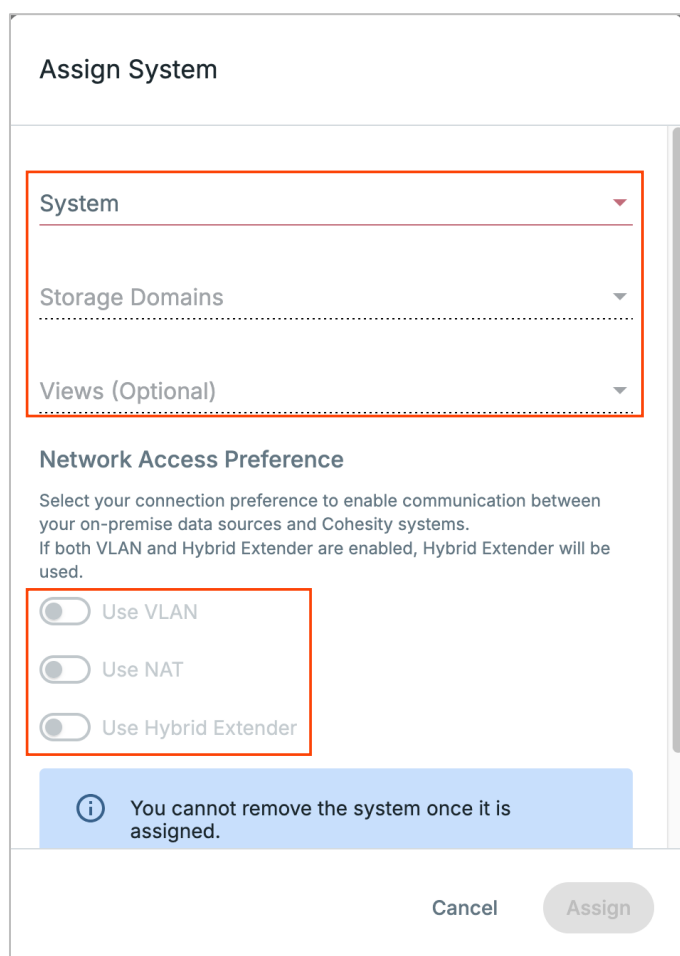 Assign System
System
Storage Domains
Views (Optional)
Network Access Preference
Select your connection preference to enable communication between
your on-premise data sources and Cohesity systems.
If both VLAN and Hybrid Extender are enabled, Hybrid Extender will be
used.
Use VLAN
Use NAT
Use Hybrid Extender
You cannot remove the system once it is
assigned.
Cancel
Assign